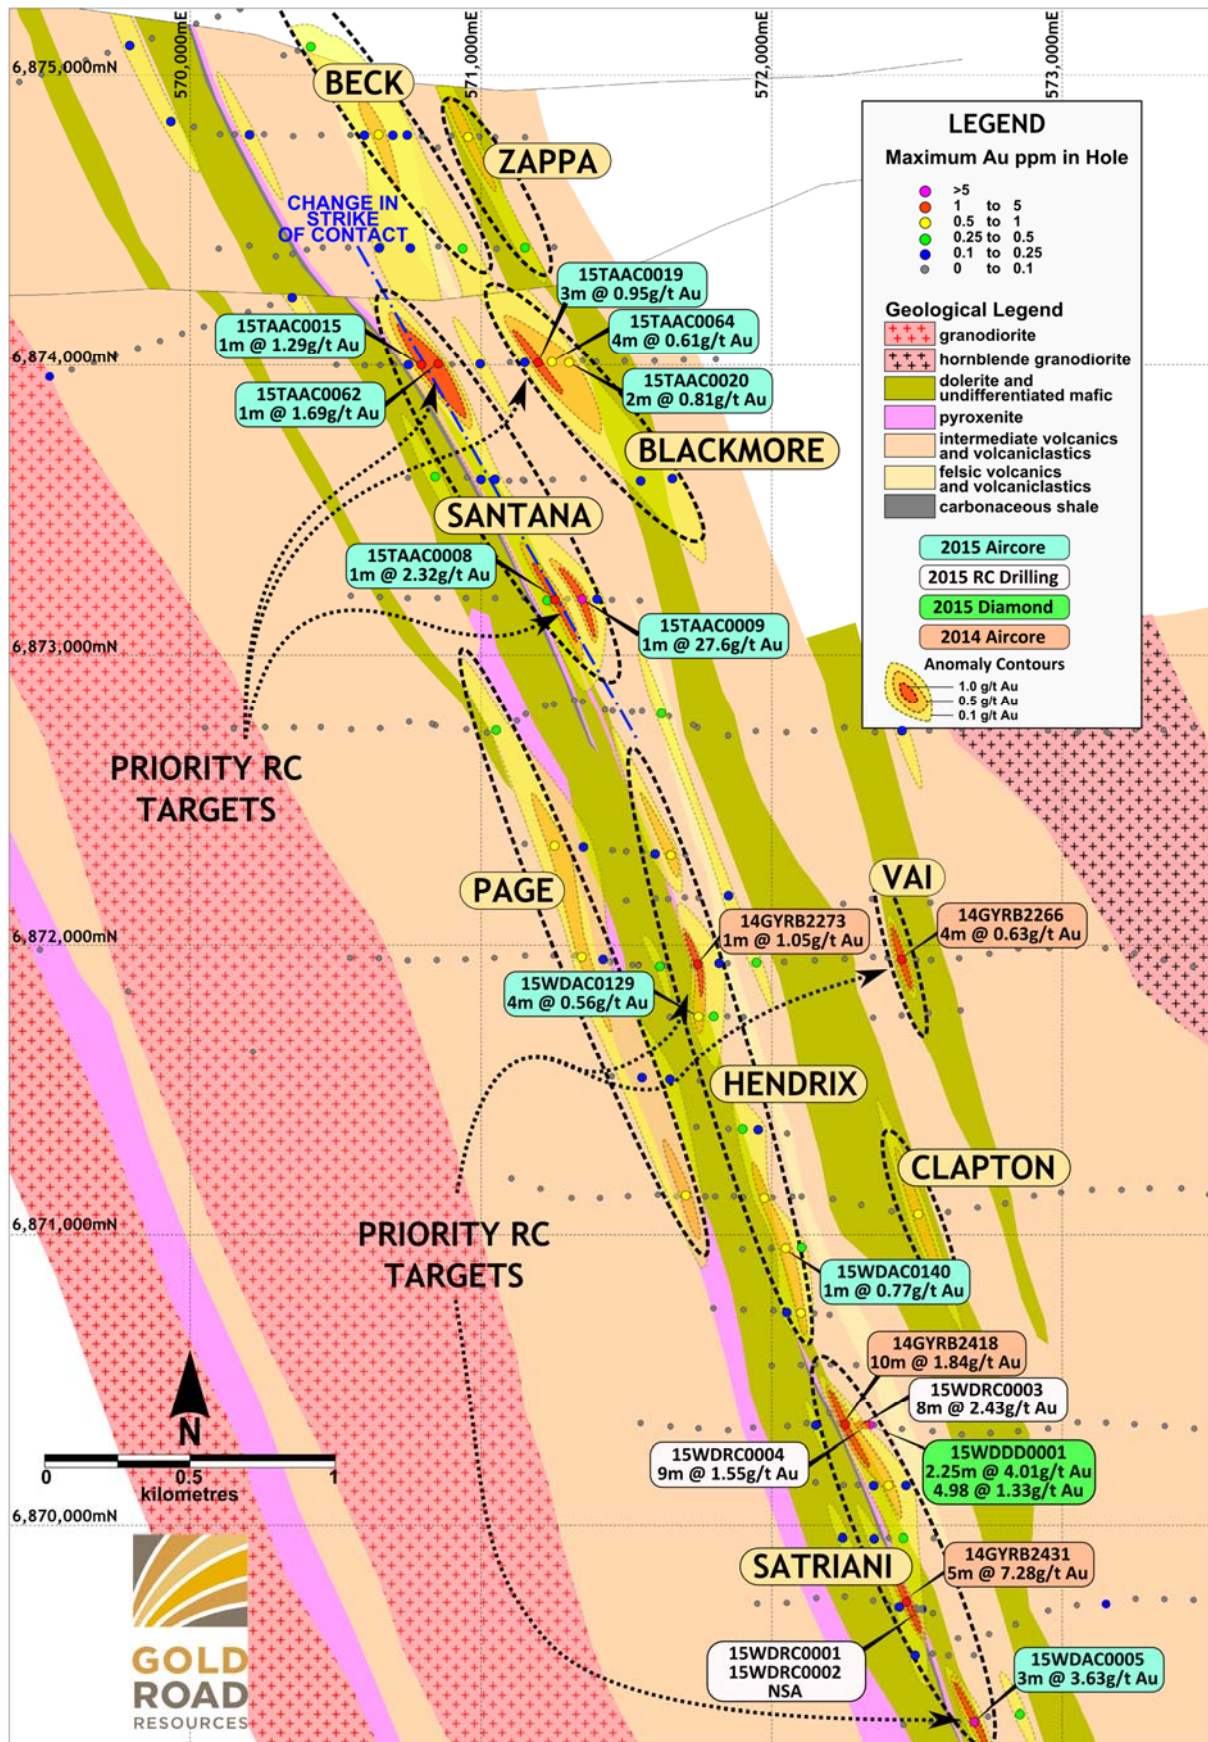 570,000mE
571,000mE
572,000mE
573,000mE
6,875,000mN
BECK
ZAPPA
CHANGE IN
STRIKE
OF CONTACT
15TAAC0019
3m @ 0.95g/t Au
15TAAC0015
1m @ 1.29g/t Au
15TAAC0064
4m @ 0.61g/t Au
6,874,000mN
15TAAC0062
1m @ 1.69g/t Au
15TAAC0020
2m @ 0.81g/t Au
BLACKMORE
SANTANA
15TAAC0008
1m @ 2.32g/t Au
15TAAC0009
1m @ 27.6g/t Au
6,873,000mN
PRIORITY RC
TARGETS
PAGE
VAI
14GYRB2273
1m @ 1.05g/t Au
14GYRB2266
4m @ 0.63g/t Au
6,872,000mN
15WDAC0129
4m @ 0.56g/t Au
HENDRIX
CLAPTON
6,871,000mN
PRIORITY RC
TARGETS
15WDAC0140
1m @ 0.77g/t Au
14GYRB2418
10m @ 1.84g/t Au
15WDRC0003
8m @ 2.43g/t Au
15WDRC0004
9m @ 1.55g/t Au
15WDDD0001
2.25m @ 4.01g/t Au
4.98 @ 1.33g/t Au
6,870,000mN
SATRIANI
14GYRB2431
5m @ 7.28g/t Au
15WDRC0001
15WDRC0002
NSA
15WDAC0005
3m @ 3.63g/t Au
N
0 0.5 1
kilometres
GOLD
ROAD
RESOURCES
LEGEND
Maximum Au ppm in Hole
>5
1 to 5
0.5 to 1
0.25 to 0.5
0.1 to 0.25
0 to 0.1
Geological Legend
granodiorite
hornblende granodiorite
dolerite and
undifferentiated mafic
pyroxenite
intermediate volcanics
and volcaniclastics
felsic volcanics
and volcaniclastics
carbonaceous shale
2015 Aircore
2015 RC Drilling
2015 Diamond
2014 Aircore
Anomaly Contours
1.0 g/t Au
0.5 g/t Au
0.1 g/t Au